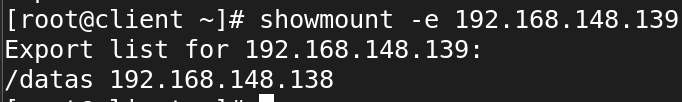 [root@client ~]# showmount -e 192.168.148.139
Export list for 192.168.148.139:
/datas 192.168.148.138